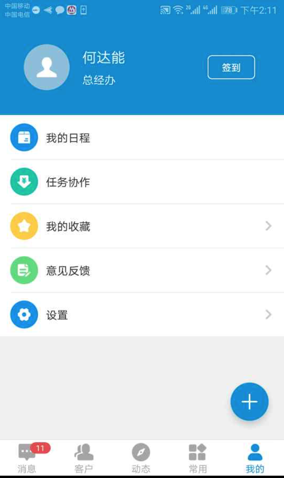 中国移动
中国电信
下午2:11
何达能
总经办
签到
我的日程
任务协作
我的收藏
意见反馈
设置
11
消息
客户
动态
常用
我的